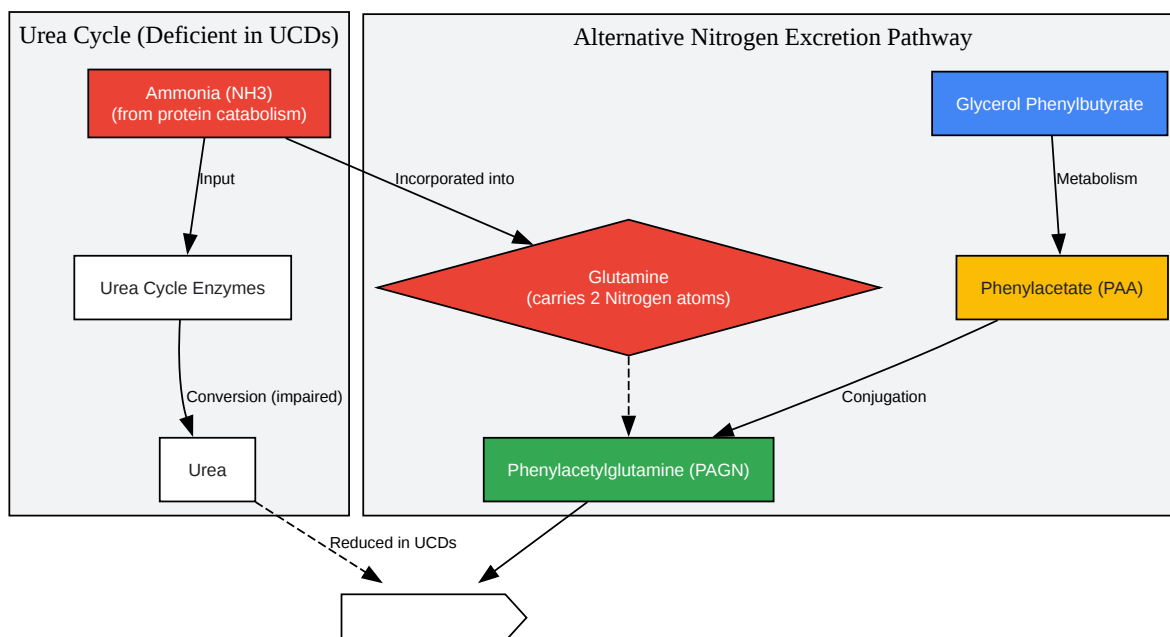 Urea Cycle (Deficient in UCDs)
Alternative Nitrogen Excretion Pathway
Ammonia (NH3)
(from protein catabolism)
Glycerol Phenylbutyrate
Input
Incorporated into
Metabolism
Urea Cycle Enzymes
Glutamine
(carries 2 Nitrogen atoms)
Phenylacetate (PAA)
Conversion (impaired)
Conjugation
Urea
Phenylacetylglutamine (PAGN)
Reduced in UCDs